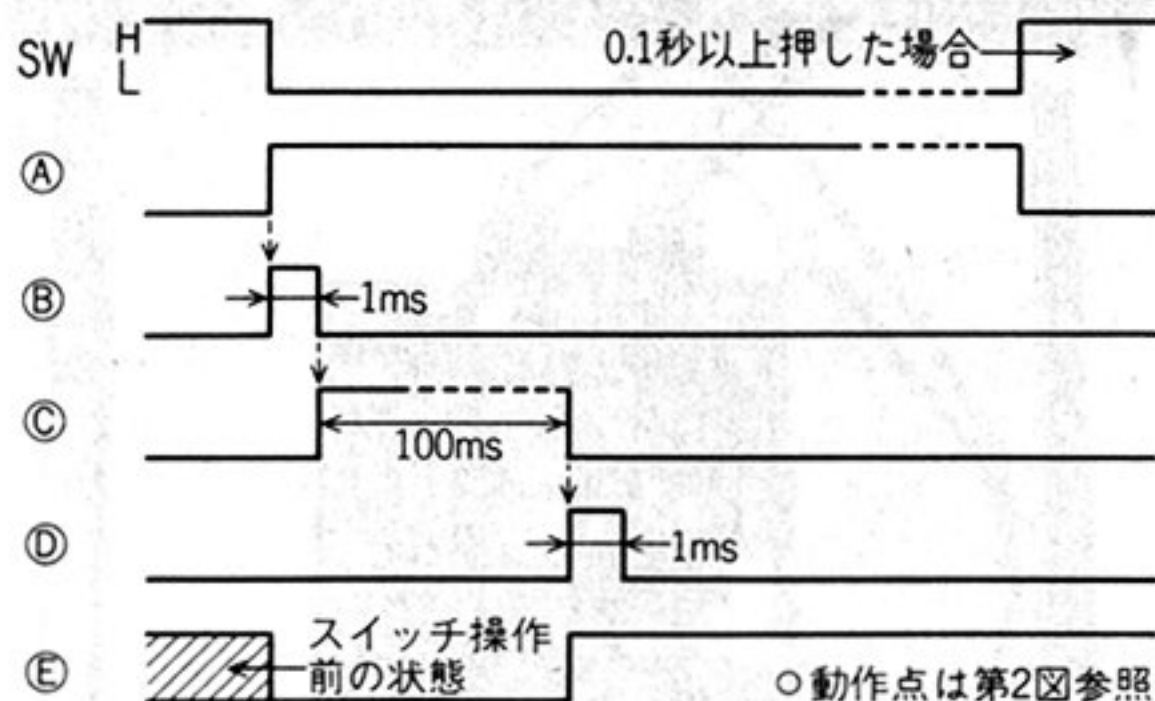 SW H L 0.1秒以上押した場合
Ⓐ
Ⓑ 1ms
Ⓒ 100ms
Ⓓ 1ms
Ⓔ スイッチ操作
前の状態
○動作点は第2図参照